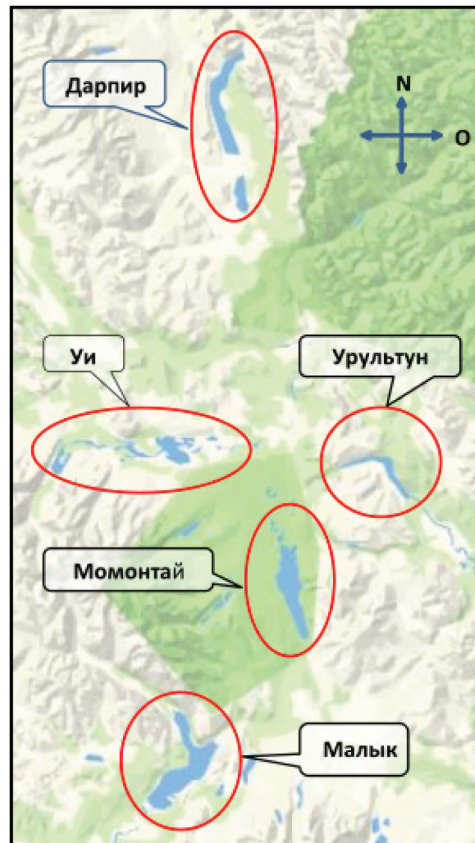 Дарпир
N
O
Уи
Урультун
Момонтай
Малык